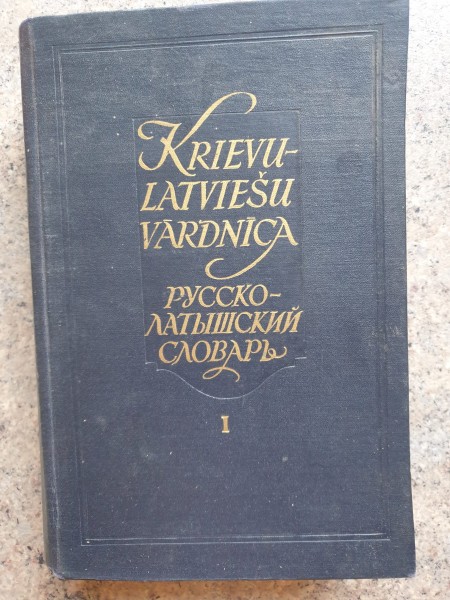 KRIEVU-
LATVIEŠU
VĀRDNĪCA
РУССКО-
ЛАТЫШСКИЙ
СЛОВАРЬ
I